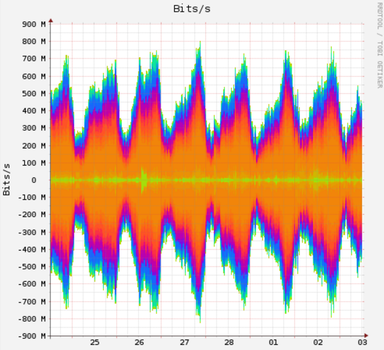 Bits/s
RRDTOOL / TOBI OETIKER
Bits/s
900 M
800 M
700 M
600 M
500 M
400 M
300 M
200 M
100 M
0
-100 M
-200 M
-300 M
-400 M
-500 M
-600 M
-700 M
-800 M
-900 M
25 26 27 28 01 02 03